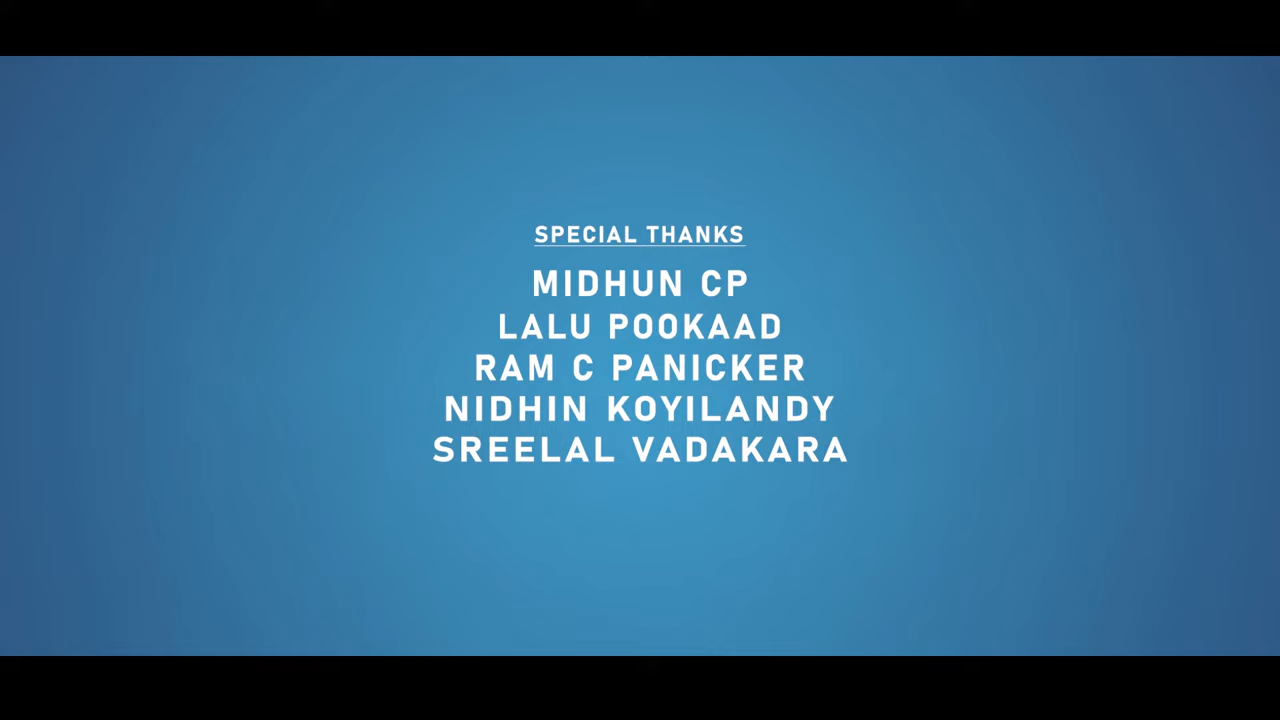 SPECIAL THANKS
MIDHUN CP
LALU POOKAAD
RAM C PANICKER
NIDHIN KOYILANDY
SREELAL VADAKARA